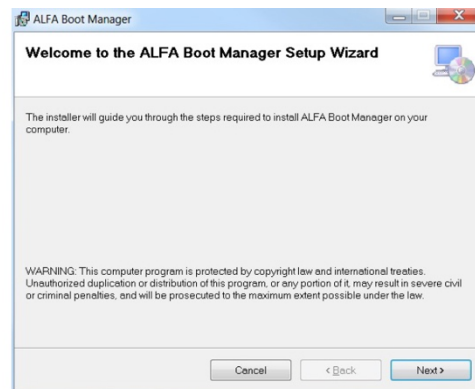 ALFA Boot Manager
Welcome to the ALFA Boot Manager Setup Wizard
The installer will guide you through the steps required to install ALFA Boot Manager on your
computer.
WARNING: This computer program is protected by copyright law and international treaties.
Unauthorized duplication or distribution of this program, or any portion of it, may result in severe civil
or criminal penalties, and will be prosecuted to the maximum extent possible under the law.
Cancel
< Back
Next >